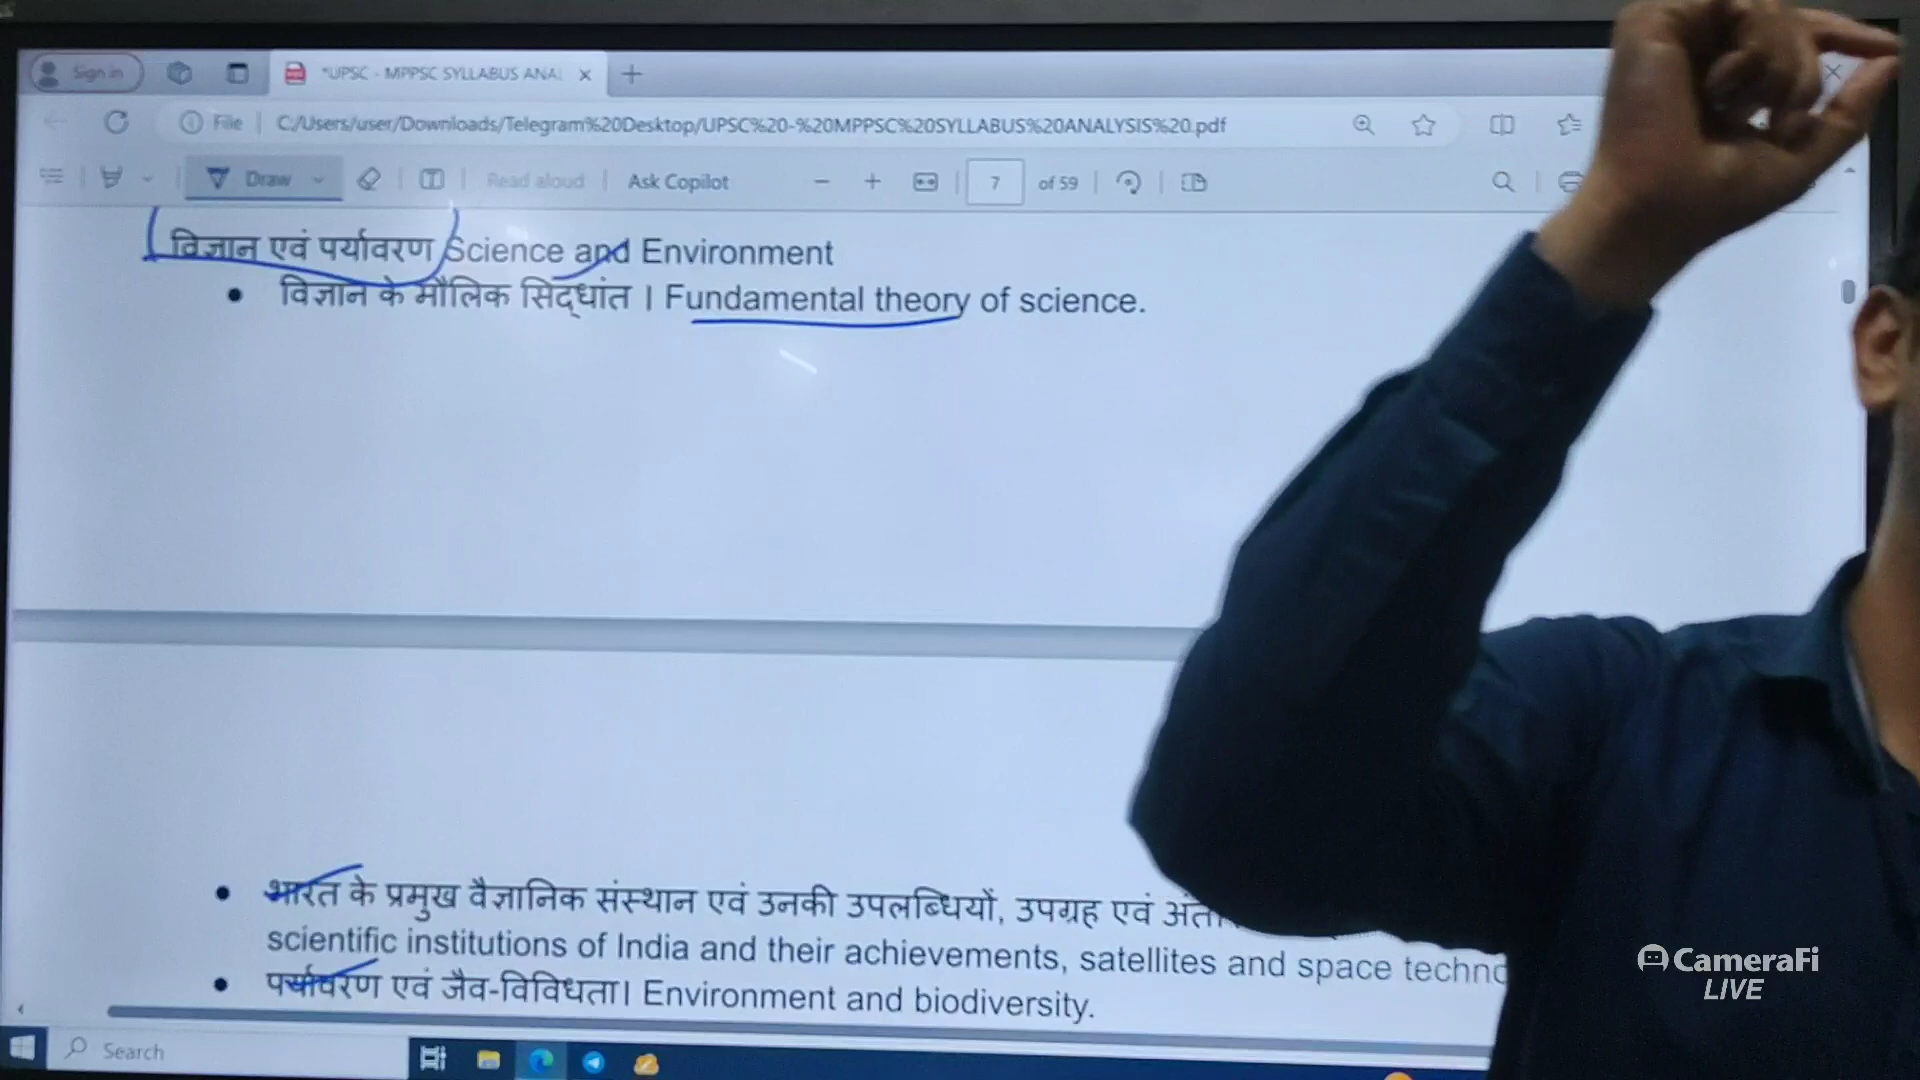 Sign in
*UPSC - MPPSC SYLLABUS ANA
File
C:/Users/user/Downloads/Telegram%20Desktop/UPSC%20-%20MPPSC%20SYLLABUS%20ANALYSIS%20.pdf
Draw
Read aloud
Ask Copilot
7 of 59
विज्ञान एवं पर्यावरण Science and Environment
• विज्ञान के मौलिक सिद्धांत । Fundamental theory of science.
• भारत के प्रमुख वैज्ञानिक संस्थान एवं उनकी उपलब्धियों, उपग्रह एवं
scientific institutions of India and their achievements, satellites and space techno
• पर्यावरण एवं जैव-विविधता। Environment and biodiversity.
CameraFi
LIVE
Search